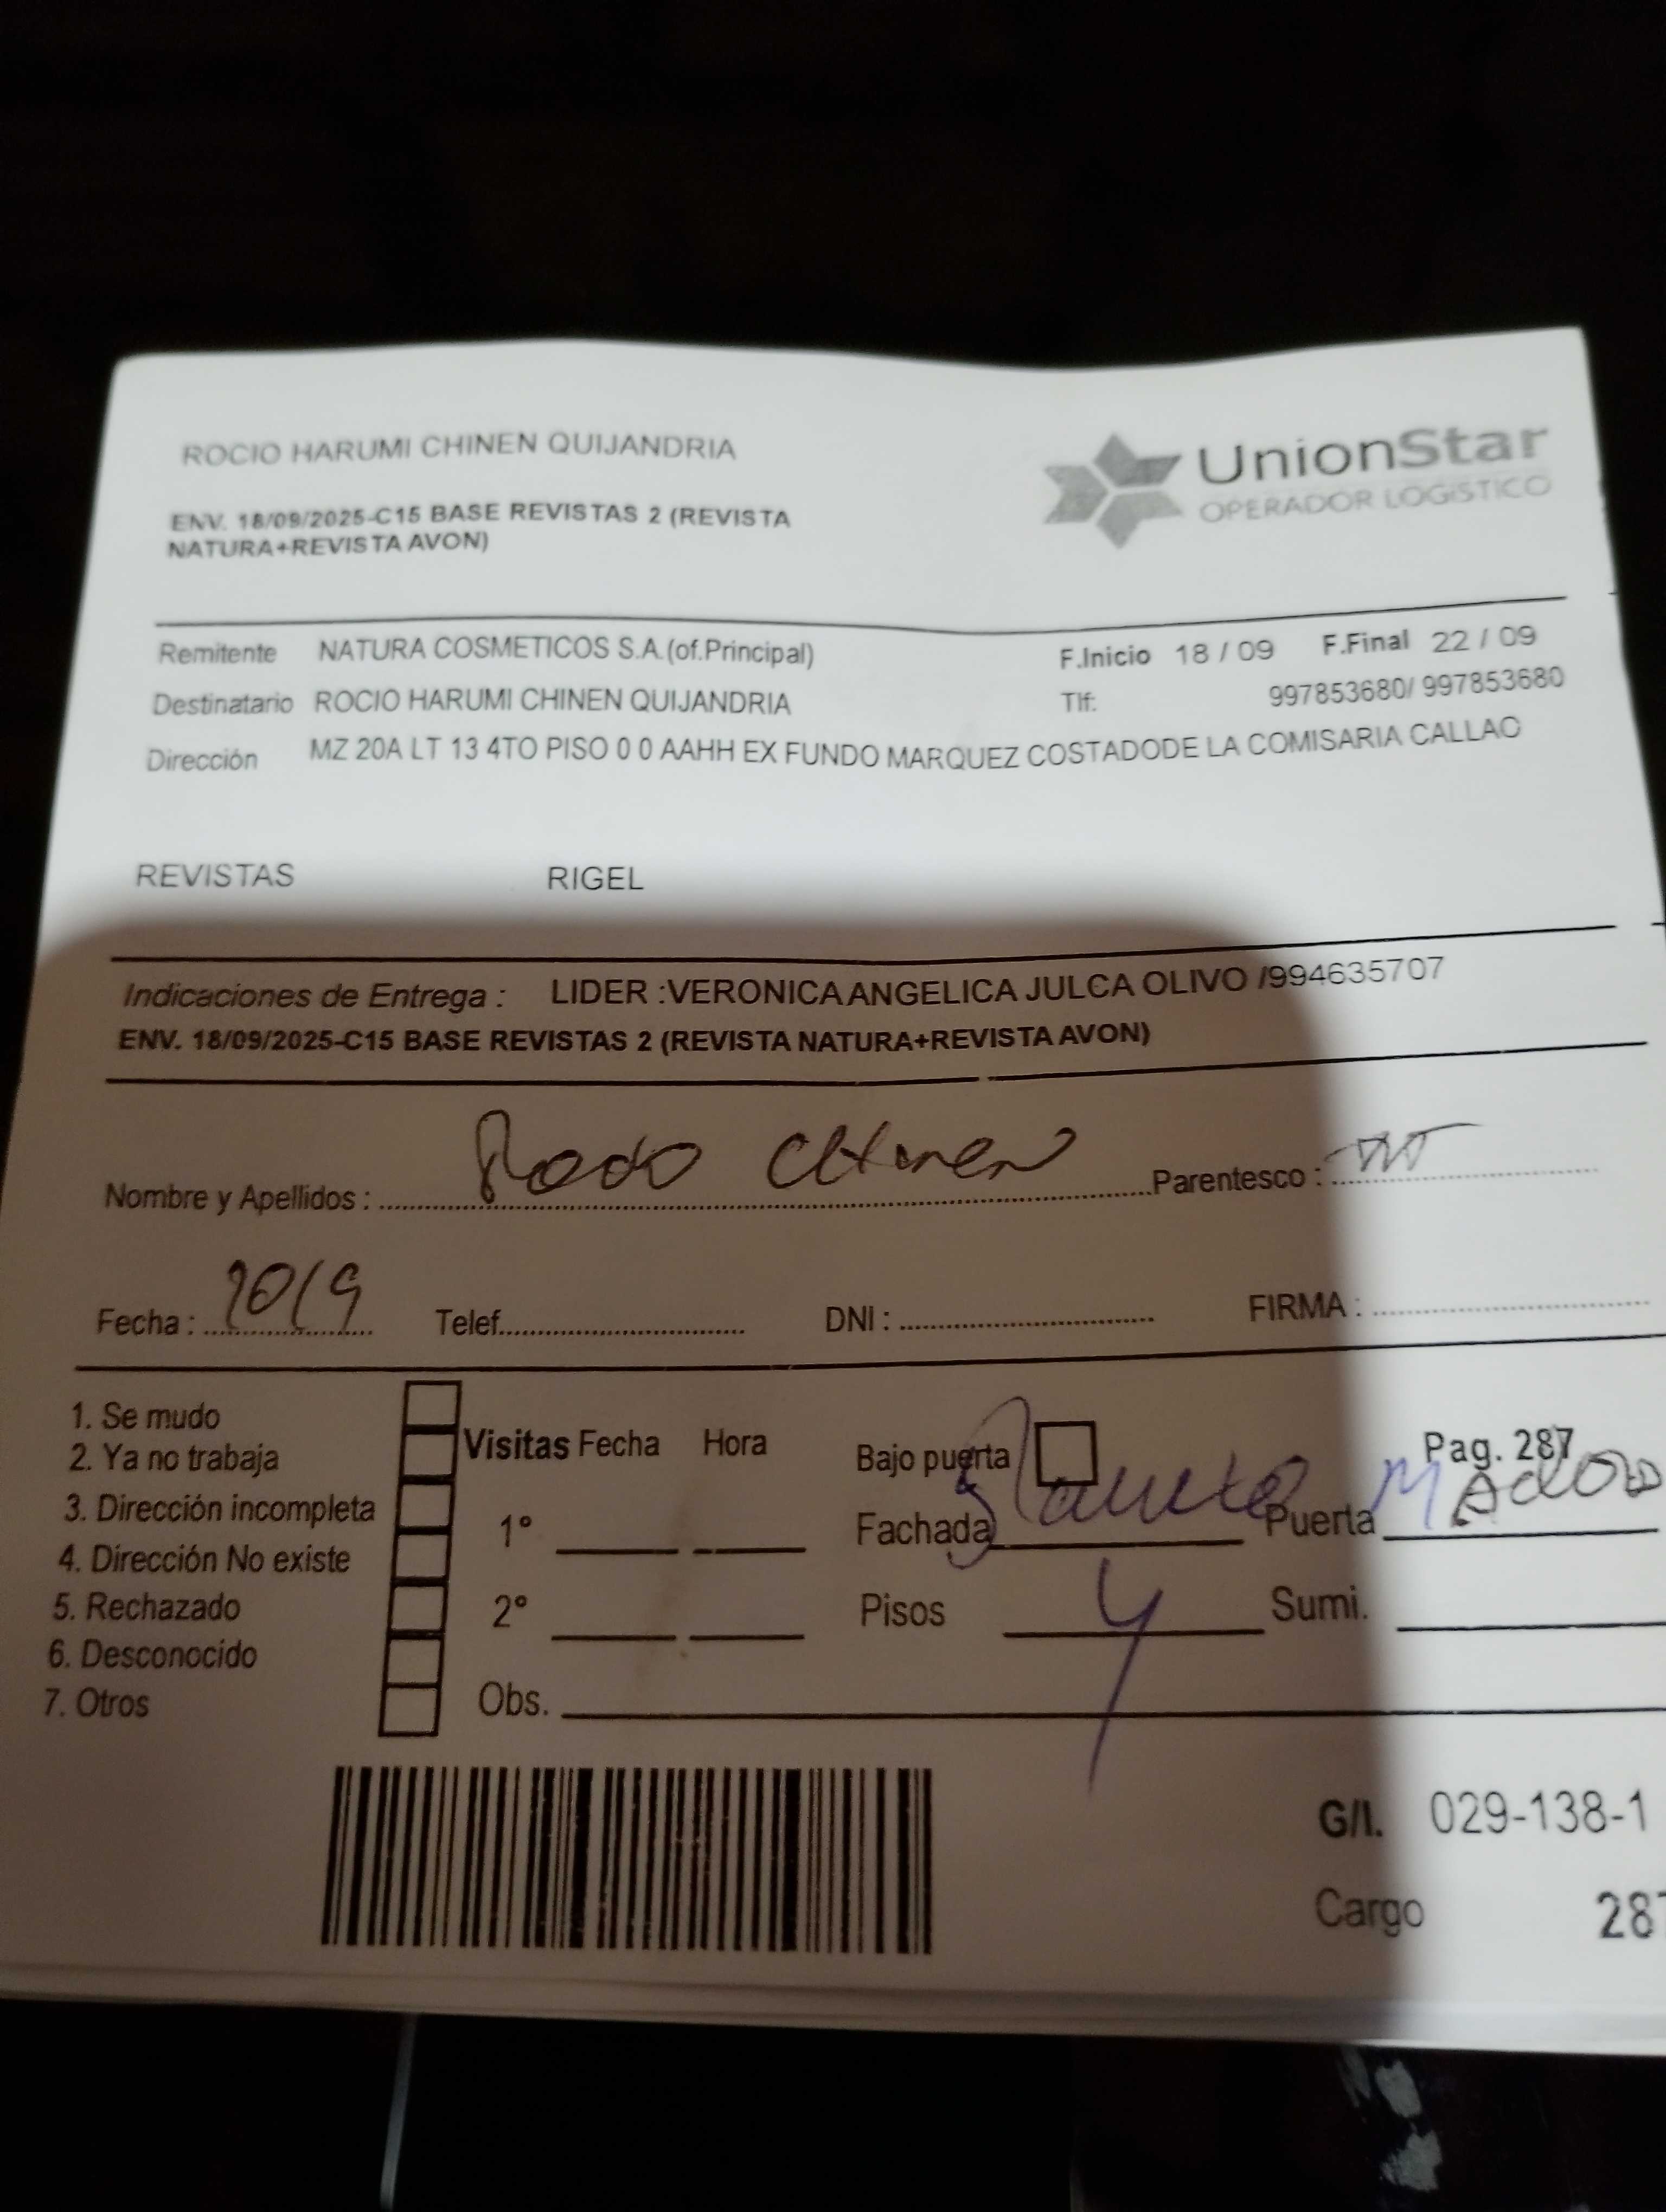 ROCIO HARUMI CHINEN QUIJANDRIA
UnionStar
OPERADOR LOGÍSTICO
ENV. 18/09/2025-C15 BASE REVISTAS 2 (REVISTA
NATURA+REVISTA AVON)
Remitente NATURA COSMETICOS S.A.(of.Principal) F.Inicio 18 / 09 F.Final 22 / 09
Destinatario ROCIO HARUMI CHINEN QUIJANDRIA Tlf: 997853680/ 997853680
Dirección MZ 20A LT 13 4TO PISO 0 0 AAHH EX FUNDO MARQUEZ COSTADODE LA COMISARIA CALLAO
REVISTAS RIGEL
Indicaciones de Entrega : LIDER :VERONICA ANGELICA JULCA OLIVO /994635707
ENV. 18/09/2025-C15 BASE REVISTAS 2 (REVISTA NATURA+REVISTA AVON)
Nombre y Apellidos : Chinen Parentesco : TNT
Fecha : 20/9 Telef. DNI : FIRMA :
1. Se mudo
2. Ya no trabaja
3. Dirección incompleta
4. Dirección No existe
5. Rechazado
6. Desconocido
7. Otros
Visitas Fecha Hora
1°
2°
Obs.
Bajo puerta Pag. 287
Fachada Puerta
Pisos 4 Sumi.
G/I. 029-138-1
Cargo